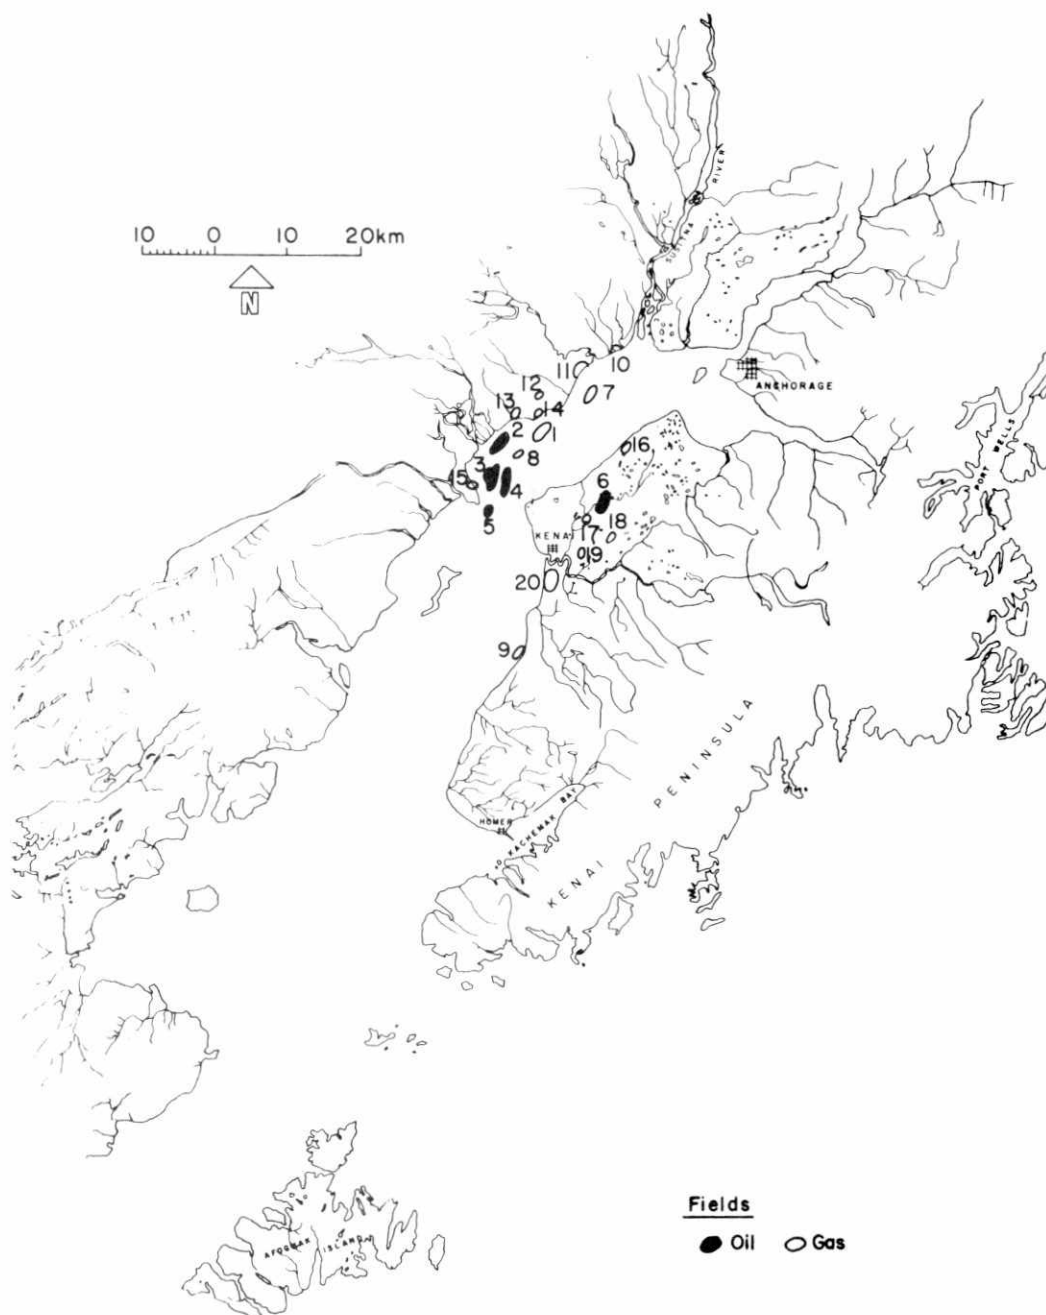 RIVER
SUSITNA
10 0 10 20km
N
10
11
ANCHORAGE
12
7
13
14
2
1
PORT WELLS
16
8
3
15
4
6
5
17
18
KENAI
19
20
9
PENINSULA
HOMER
KACHEMAK BAY
KENAI
Fields
Oil Gas
AFOGNAK ISLAND